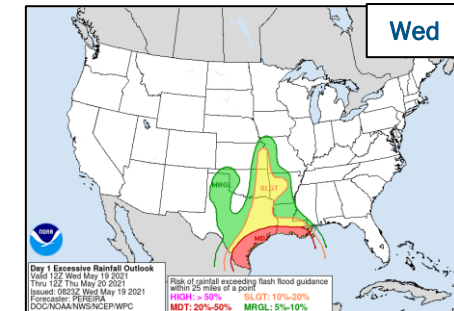 Wed
MRGL
SLGT
MDT
NOAA
Day 1 Excessive Rainfall Outlook
Valid 12Z Wed May 19 2021
Thru 12Z Thu May 20 2021
Issued: 0823Z Wed May 19 2021
Forecaster: PEREIRA
DOC/NOAA/NWS/NCEP/WPC
Risk of rainfall exceeding flash flood guidance
within 25 miles of a point
HIGH: > 50% SLGT: 10%-20%
MDT: 20%-50% MRGL: 5%-10%